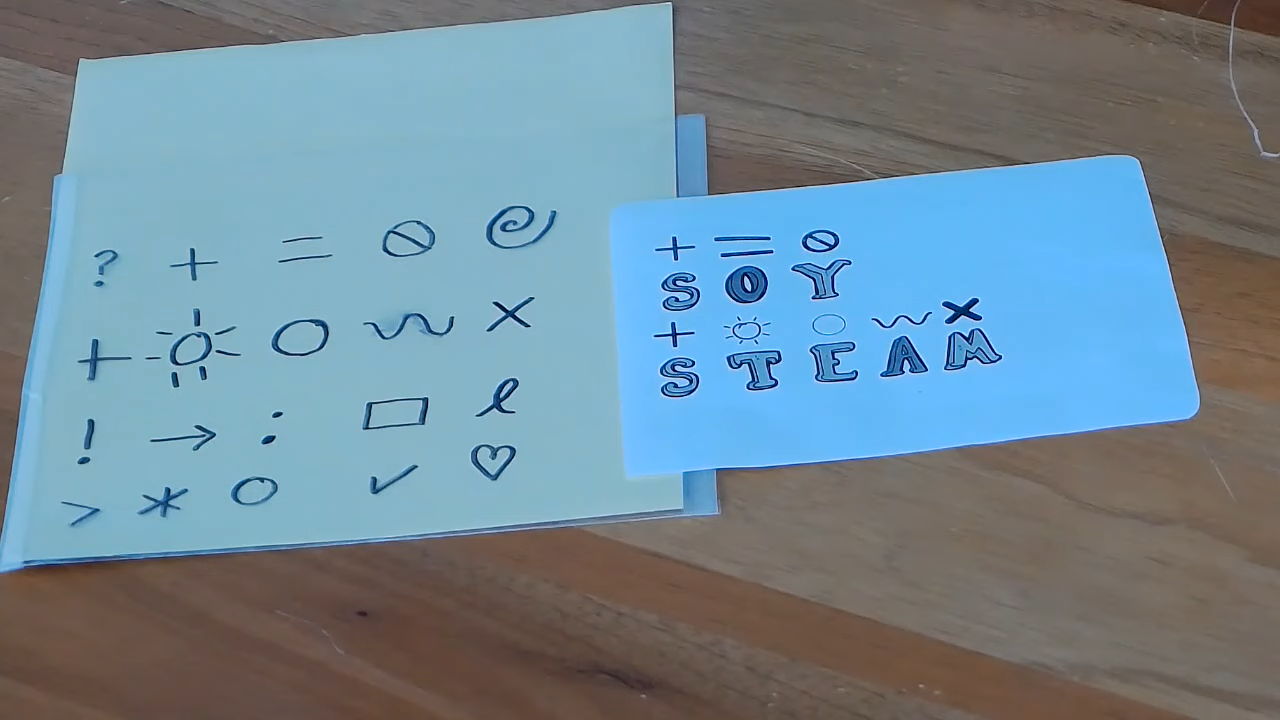 ? + =
+ ○ ~ ×
! → : ℓ
> * ○ ✓ ♡
+ =
SOY
+ ☼ ○ ~ ×
STEAM